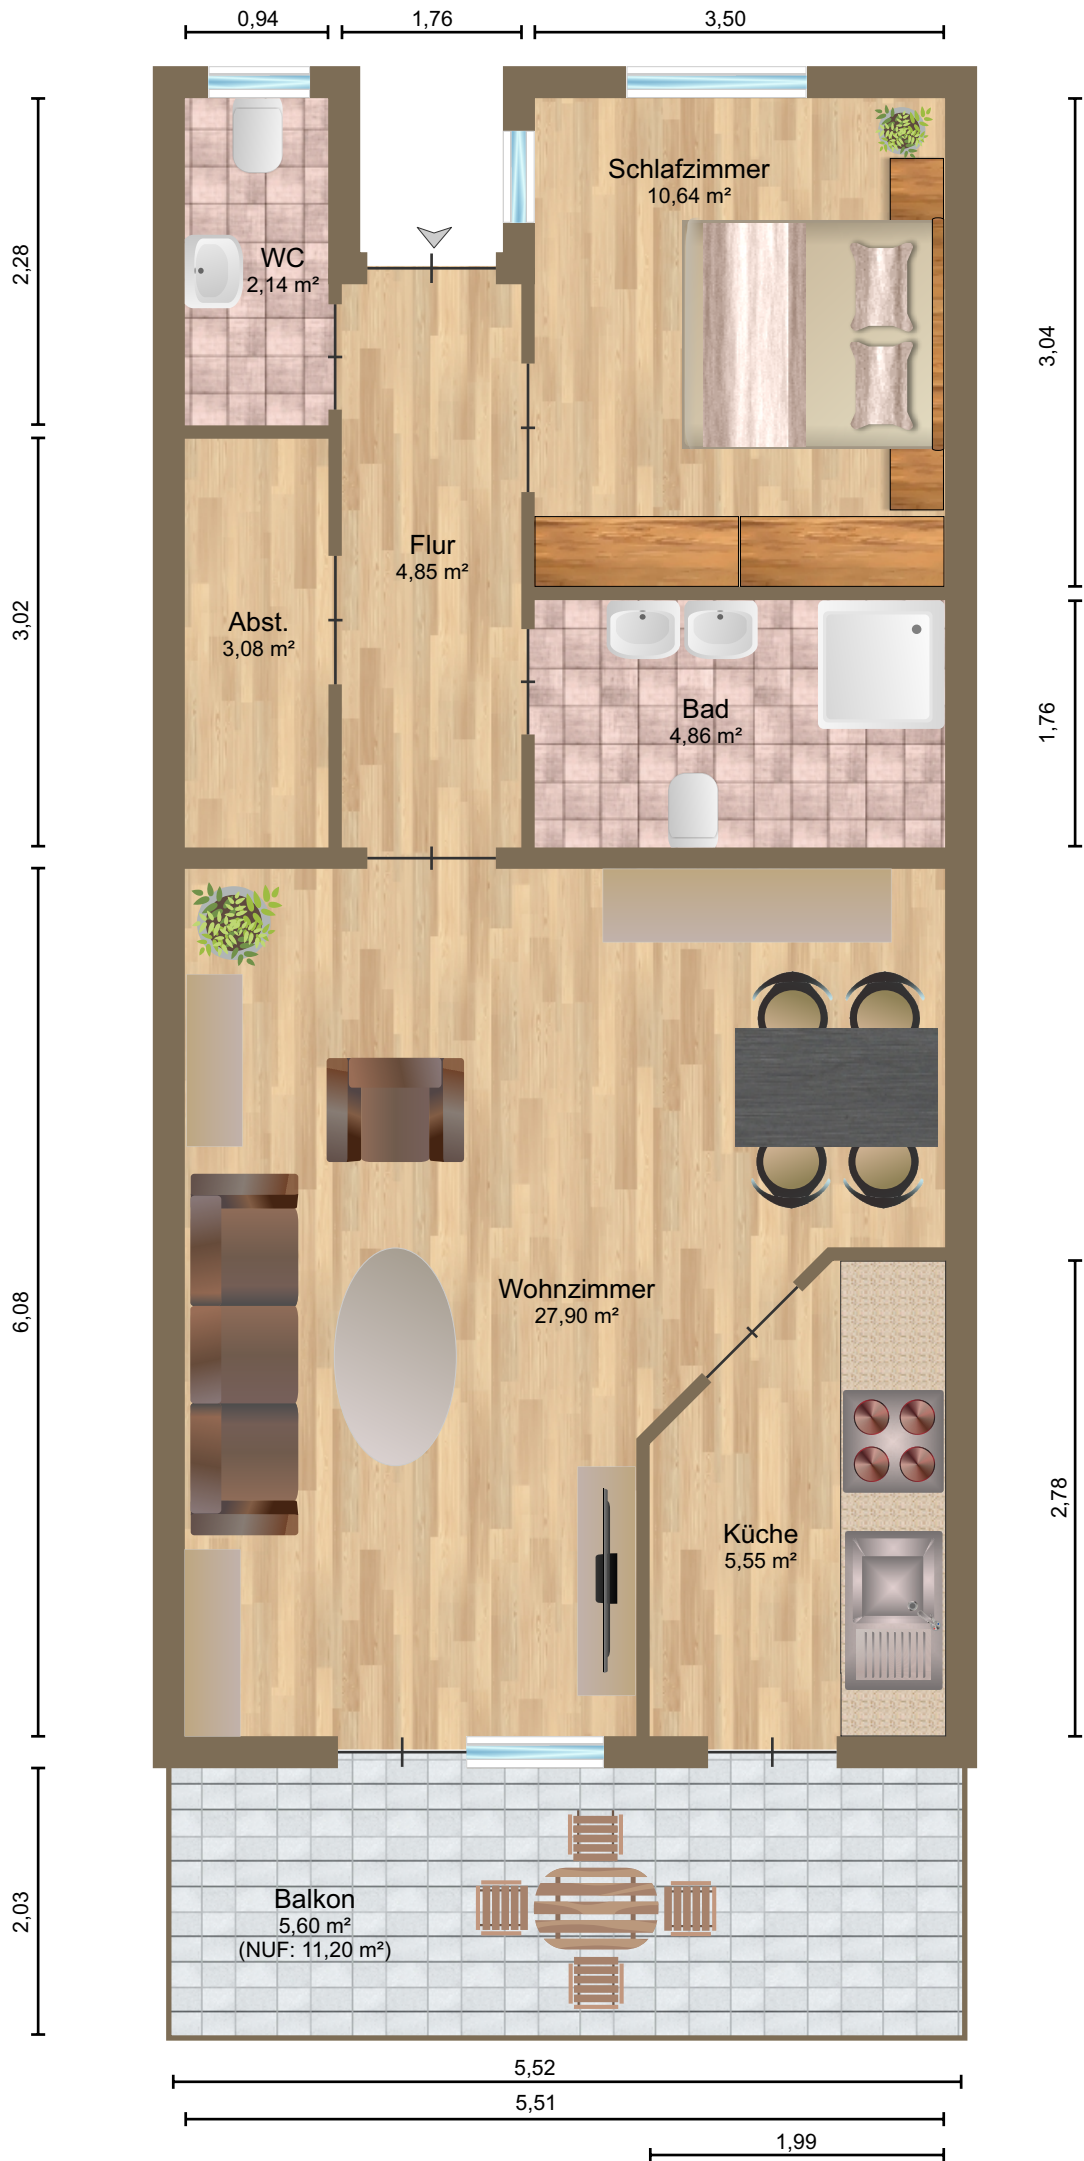 0,94
1,76
3,50
Schlafzimmer
10,64 m²
WC
2,14 m²
2,28
3,04
Flur
4,85 m²
Abst.
3,08 m²
3,02
Bad
4,86 m²
1,76
Wohnzimmer
27,90 m²
6,08
Küche
5,55 m²
2,78
Balkon
5,60 m²
(NUF: 11,20 m²)
2,03
5,52
5,51
1,99